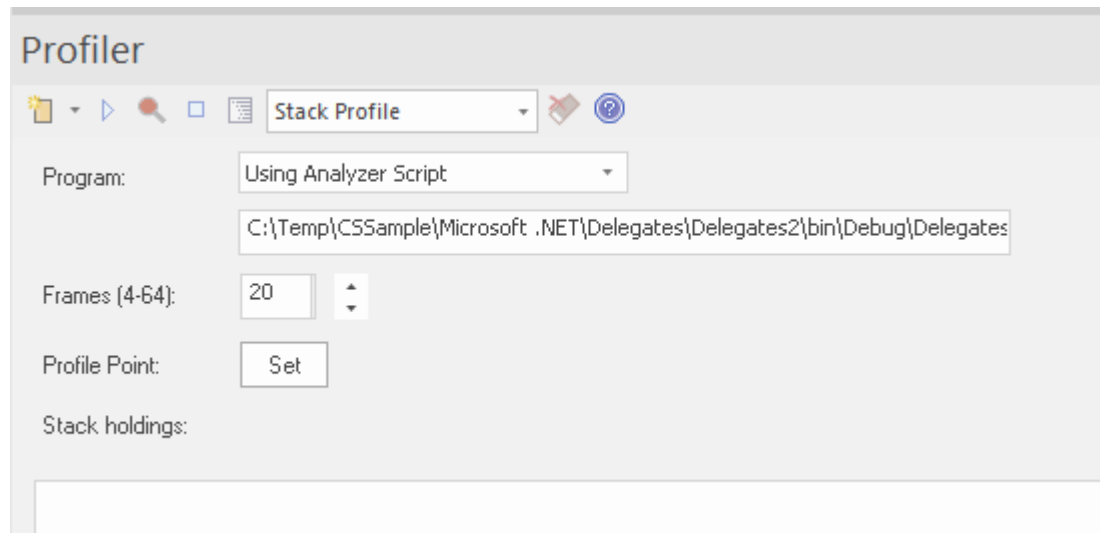 Profiler
Stack Profile
Program:
Using Analyzer Script
C:\Temp\CSSample\Microsoft .NET\Delegates\Delegates2\bin\Debug\Delegates
Frames (4-64):
20
Profile Point:
Set
Stack holdings: